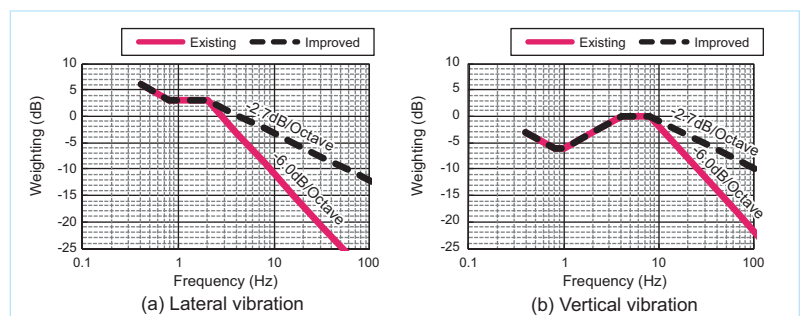 Existing Improved
Existing Improved
Weighting (dB)
10
5
0
-5
-10
-15
-20
-25
-2.7dB/Octave
-6.0dB/Octave
0.1 1 10 100
Frequency (Hz)
(a) Lateral vibration
Weighting (dB)
10
5
0
-5
-10
-15
-20
-25
-2.7dB/Octave
-6.0dB/Octave
0.1 1 10 100
Frequency (Hz)
(b) Vertical vibration